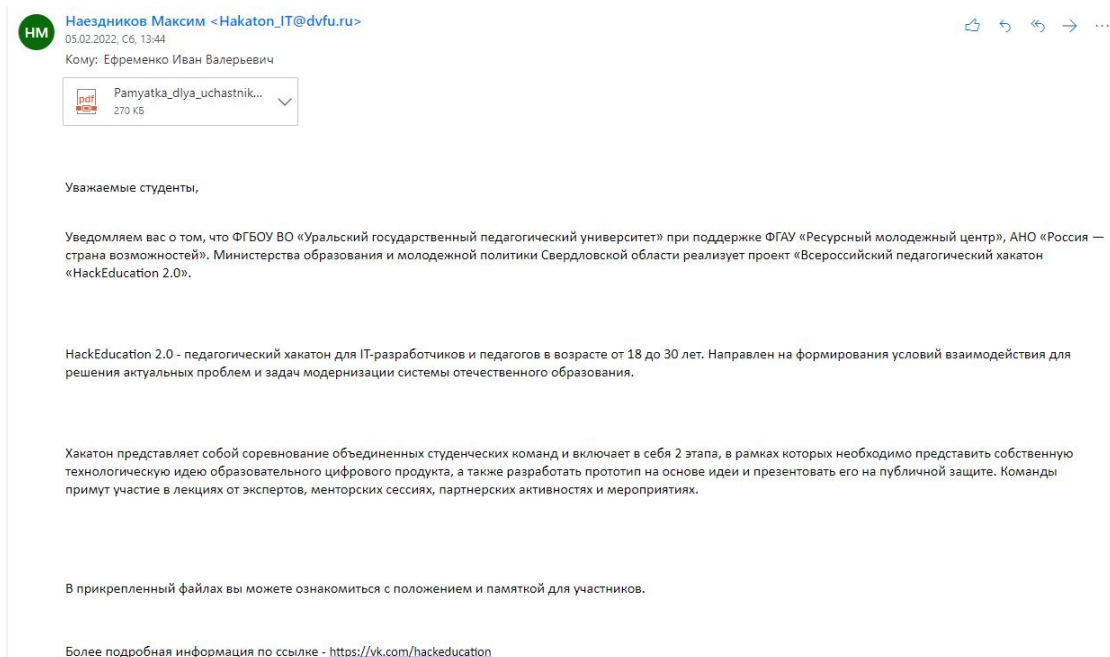 НМ
Наездников Максим <Hakaton_IT@dvfu.ru>
05.02.2022, Сб, 13:44
Кому: Ефременко Иван Валерьевич
pdf
Pamyatka_dlya_uchastnik...
270 КБ
Уважаемые студенты,
Уведомляем вас о том, что ФГБОУ ВО «Уральский государственный педагогический университет» при поддержке ФГАУ «Ресурсный молодежный центр», АНО «Россия —
страна возможностей». Министерства образования и молодежной политики Свердловской области реализует проект «Всероссийский педагогический хакатон
«HackEducation 2.0».
HackEducation 2.0 - педагогический хакатон для IT-разработчиков и педагогов в возрасте от 18 до 30 лет. Направлен на формирования условий взаимодействия для
решения актуальных проблем и задач модернизации системы отечественного образования.
Хакатон представляет собой соревнование объединенных студенческих команд и включает в себя 2 этапа, в рамках которых необходимо представить собственную
технологическую идею образовательного цифрового продукта, а также разработать прототип на основе идеи и презентовать его на публичной защите. Команды
примут участие в лекциях от экспертов, менторских сессиях, партнерских активностях и мероприятиях.
В прикрепленный файлах вы можете ознакомиться с положением и памяткой для участников.
Более подробная информация по ссылке - https://vk.com/hackeducation